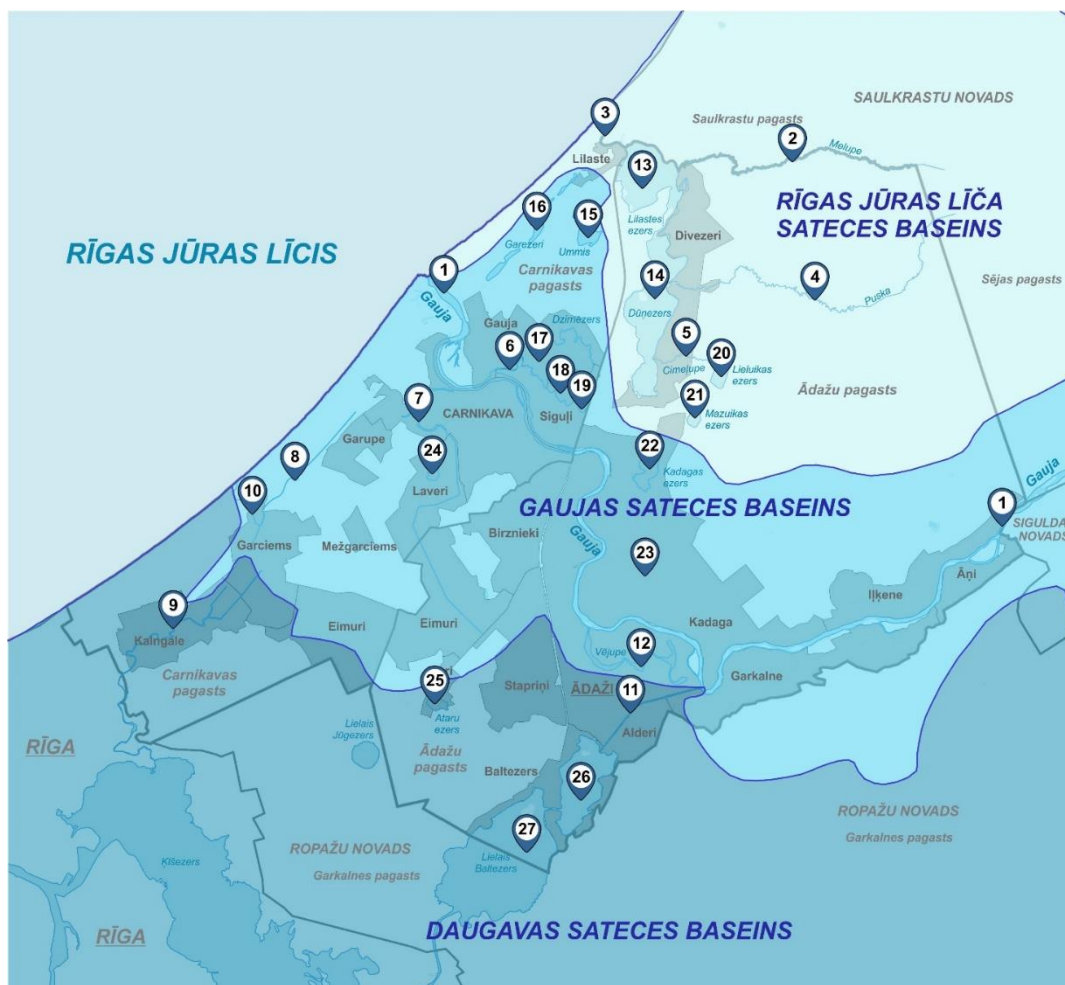 SAULKRASTU NOVADS
3
Saulkrastu pagasts
2
Melupe
Lilaste
13
RĪGAS JŪRAS LĪČA
SATECES BASEINS
16
15
Lilastes
ezers
RĪGAS JŪRAS LĪCIS
Garezeri
Ummis
Divezeri
1
Carnikavas
pagasts
14
4
Sējas pagasts
Gauja
Puska
Dūņezers
Gauja
Dzirnezers
6
17
5
20
Cimeļupe
Lieluikas
ezers
18
19
7
CARNIKAVA
Siguļi
21
Mazuikas
ezers
Ādažu pagasts
Garupe
24
22
8
Kadagas
ezers
Laveri
10
GAUJAS SATECES BASEINS
Gauja
1
SIGULDAS
NOVADS
Garciems
Mežgarciems
Birznieki
Gauja
23
Āņi
Iļķene
9
Kalngale
Eimuri
Eimuri
Kadaga
12
Vējupe
Carnikavas
pagasts
25
ri
Stapriņi
ĀDAŽI
11
Garkalne
Ataru
ezers
Alderi
Lielais
Jūgezers
RĪGA
Ādažu
pagasts
Baltezers
26
27
ROPAŽU NOVADS
Garkalnes pagasts
ROPAŽU NOVADS
Garkalnes pagasts
Lielais
Baltezers
Ķīšezers
RĪGA
DAUGAVAS SATECES BASEINS